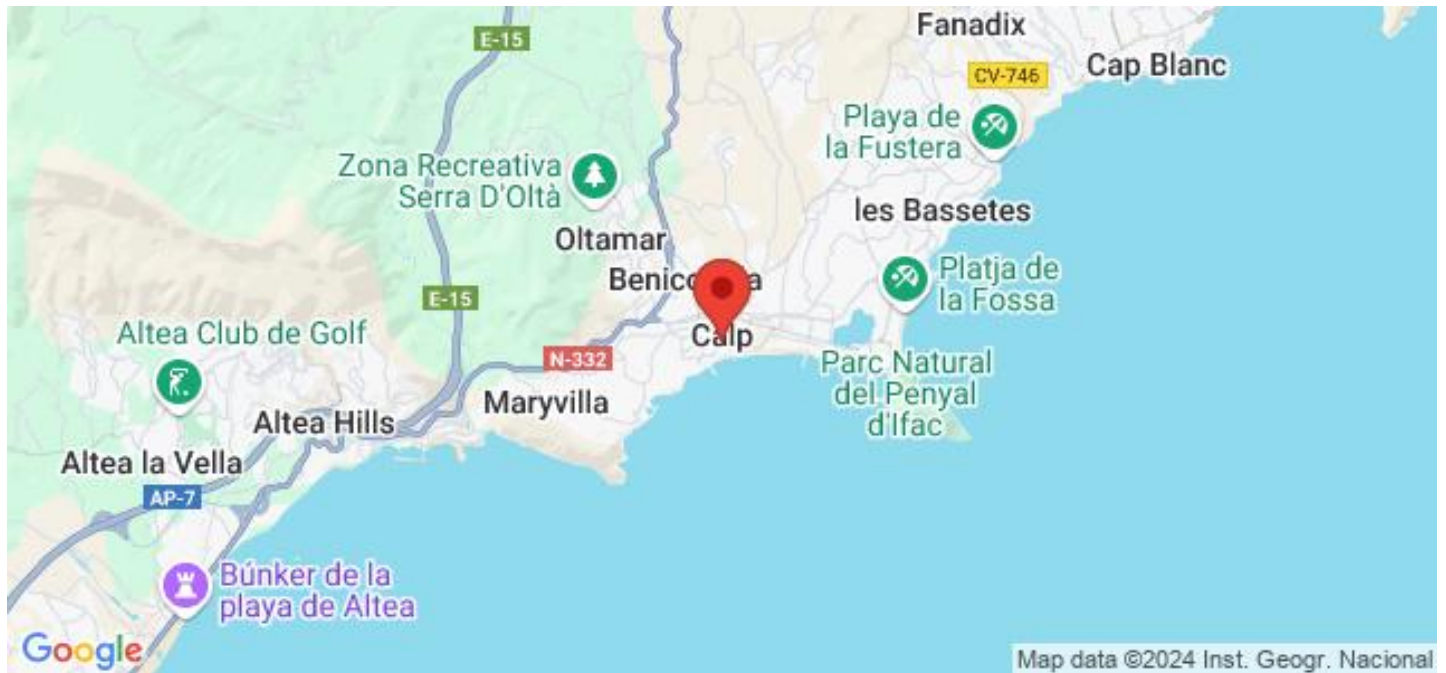 Fanadix
E-15
Cap Blanc
CV-746
Playa de
la Fustera
Zona Recreativa
Serra D'Oltà
les Bassetes
Oltamar
Platja de
la Fossa
E-15
Altea Club de Golf
Calp
N-332
Parc Natural
del Penyal
d'Ifac
Maryvilla
Altea Hills
Altea la Vella
AP-7
Búnker de la
playa de Altea
Google
Map data ©2024 Inst. Geogr. Nacional